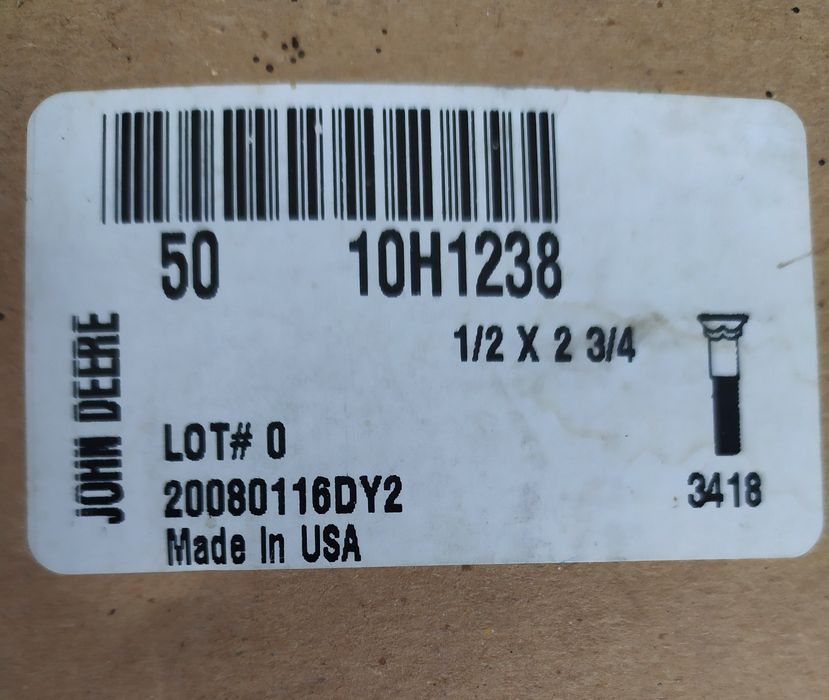 50 10H1238
1/2 X 2 3/4
JOHN DEERE
LOT# 0
20080116DY2
Made In USA
3418